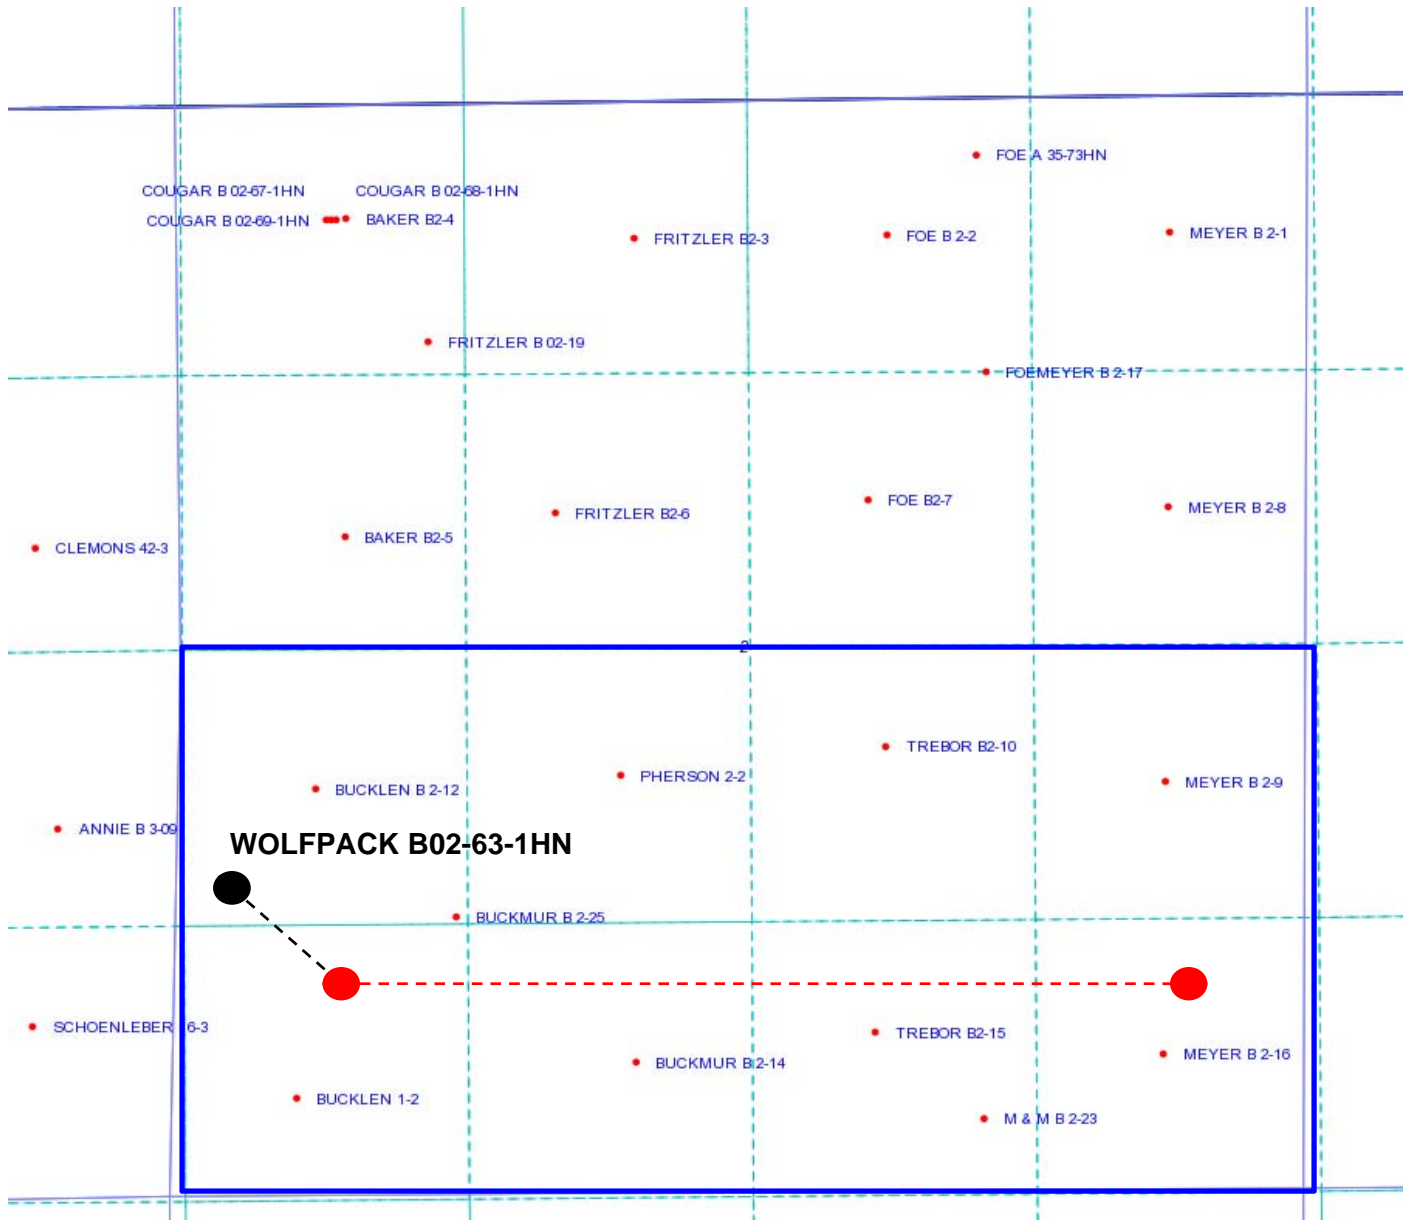 FOE A 35-73HN
COUGAR B 02-67-1HN
COUGAR B 02-68-1HN
COUGAR B 02-69-1HN
BAKER B2-4
FRITZLER B2-3
FOE B 2-2
MEYER B 2-1
FRITZLER B 02-19
FOEMEYER B 2-17
FRITZLER B2-6
FOE B2-7
MEYER B 2-8
CLEMONS 42-3
BAKER B2-5
2
TREBOR B2-10
BUCKLEN B 2-12
PHERSON 2-2
MEYER B 2-9
ANNIE B 3-09
WOLFPACK B02-63-1HN
BUCKMUR B 2-25
SCHOENLEBER 6-3
TREBOR B2-15
BUCKMUR B 2-14
MEYER B 2-16
BUCKLEN 1-2
M & M B 2-23